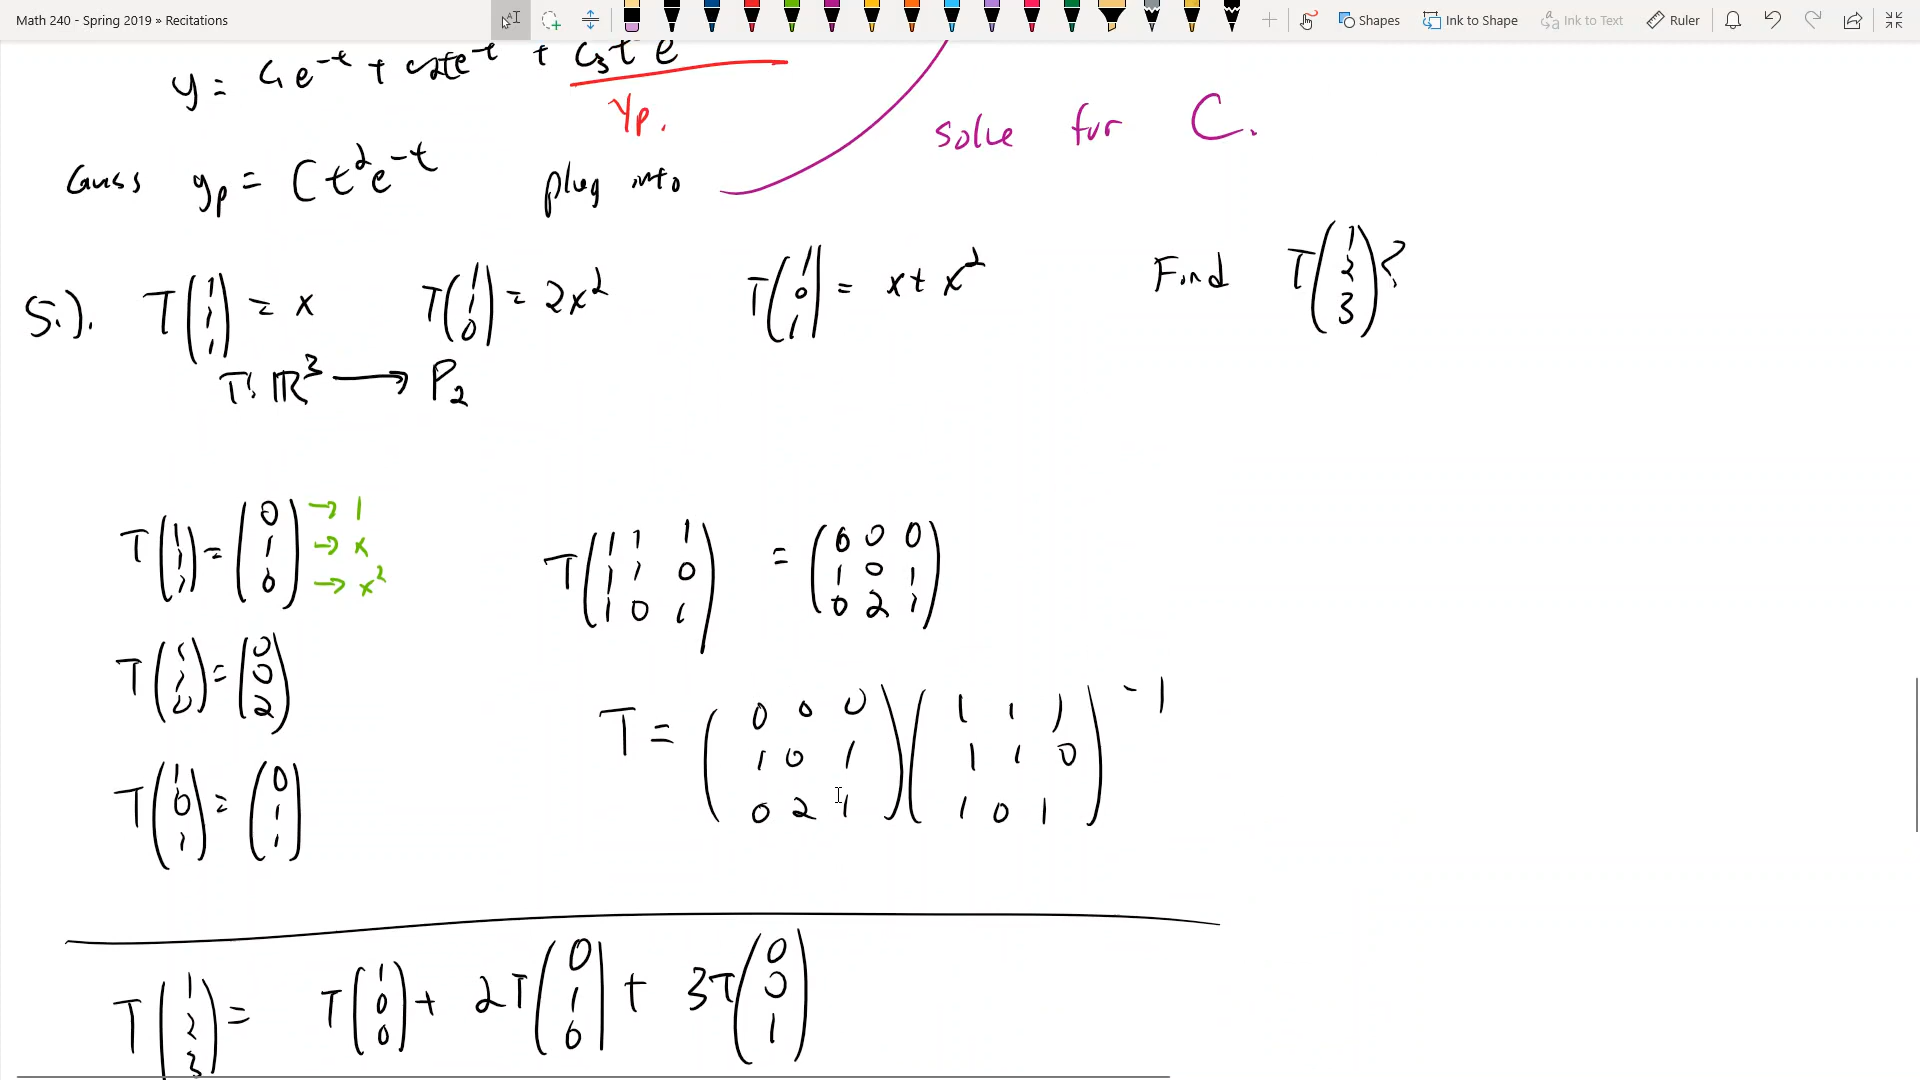 Math 240 - Spring 2019 » Recitations
Shapes Ink to Shape Ink to Text Ruler
y = C₁e^-t + C₂te^-t + C₃t e
yp.
solve for C.
Guess yp = Ct²e^-t plug into
5.). T(1 1 1) = x T(1 1 0) = 2x² T(1 0 1) = x + x² Find T(1 2 3)?
T: ℝ³ → P₂
T(1 1 1) = (0 1 0) → 1 → x → x²
T(1 1 1; 1 1 0; 1 0 1) = (0 0 0; 1 0 1; 0 2 1)
T(1 1 0) = (0 0 2)
T = (0 0 0; 1 0 1; 0 2 1)(1 1 1; 1 1 0; 1 0 1)^-1
T(1 0 1) = (0 1 1)
T(1 2 3) = T(1 0 0) + 2T(0 1 0) + 3T(0 0 1)